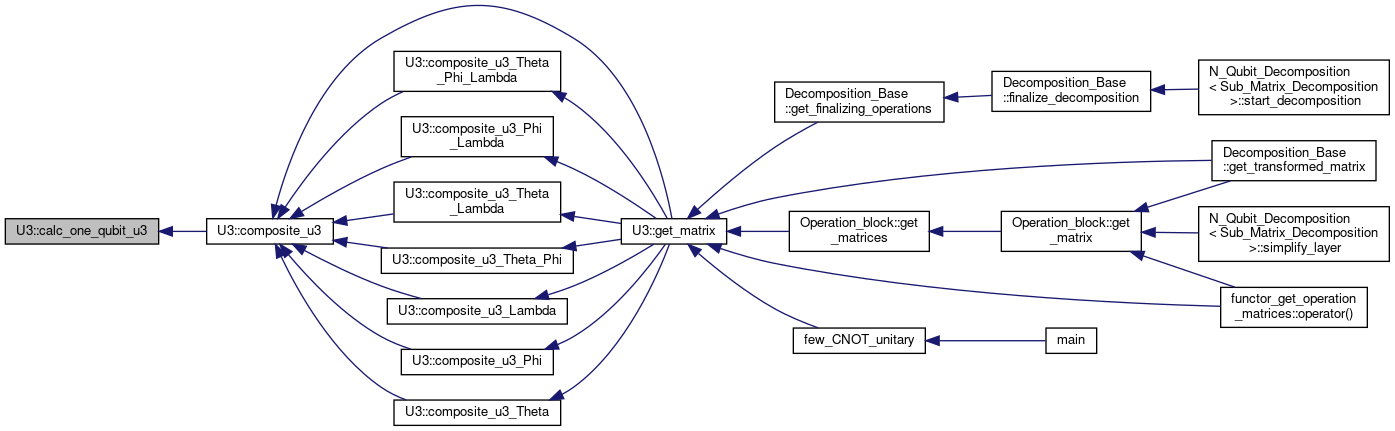 U3::calc_one_qubit_u3
U3::composite_u3
U3::composite_u3_Theta
_Phi_Lambda
U3::composite_u3_Phi
_Lambda
U3::composite_u3_Theta
_Lambda
U3::composite_u3_Theta_Phi
U3::composite_u3_Lambda
U3::composite_u3_Phi
U3::composite_u3_Theta
U3::get_matrix
Decomposition_Base
::get_finalizing_operations
Decomposition_Base
::finalize_decomposition
N_Qubit_Decomposition
< Sub_Matrix_Decomposition
>::start_decomposition
Decomposition_Base
::get_transformed_matrix
Operation_block::get
_matrices
Operation_block::get
_matrix
N_Qubit_Decomposition
< Sub_Matrix_Decomposition
>::simplify_layer
functor_get_operation
_matrices::operator()
few_CNOT_unitary
main